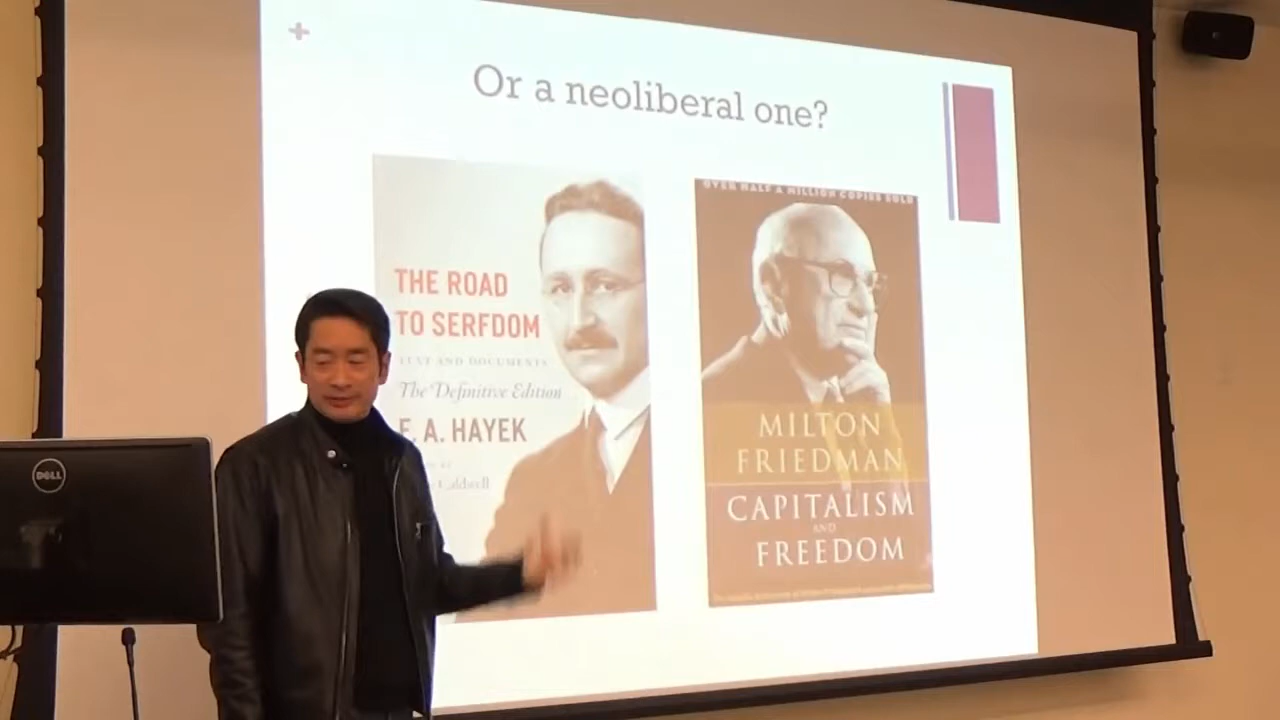 Or a neoliberal one?
THE ROAD
TO SERFDOM
TEXT AND DOCUMENTS
The Definitive Edition
F. A. HAYEK
Caldwell
OVER HALF A MILLION COPIES SOLD
MILTON
FRIEDMAN
CAPITALISM
AND
FREEDOM
DELL